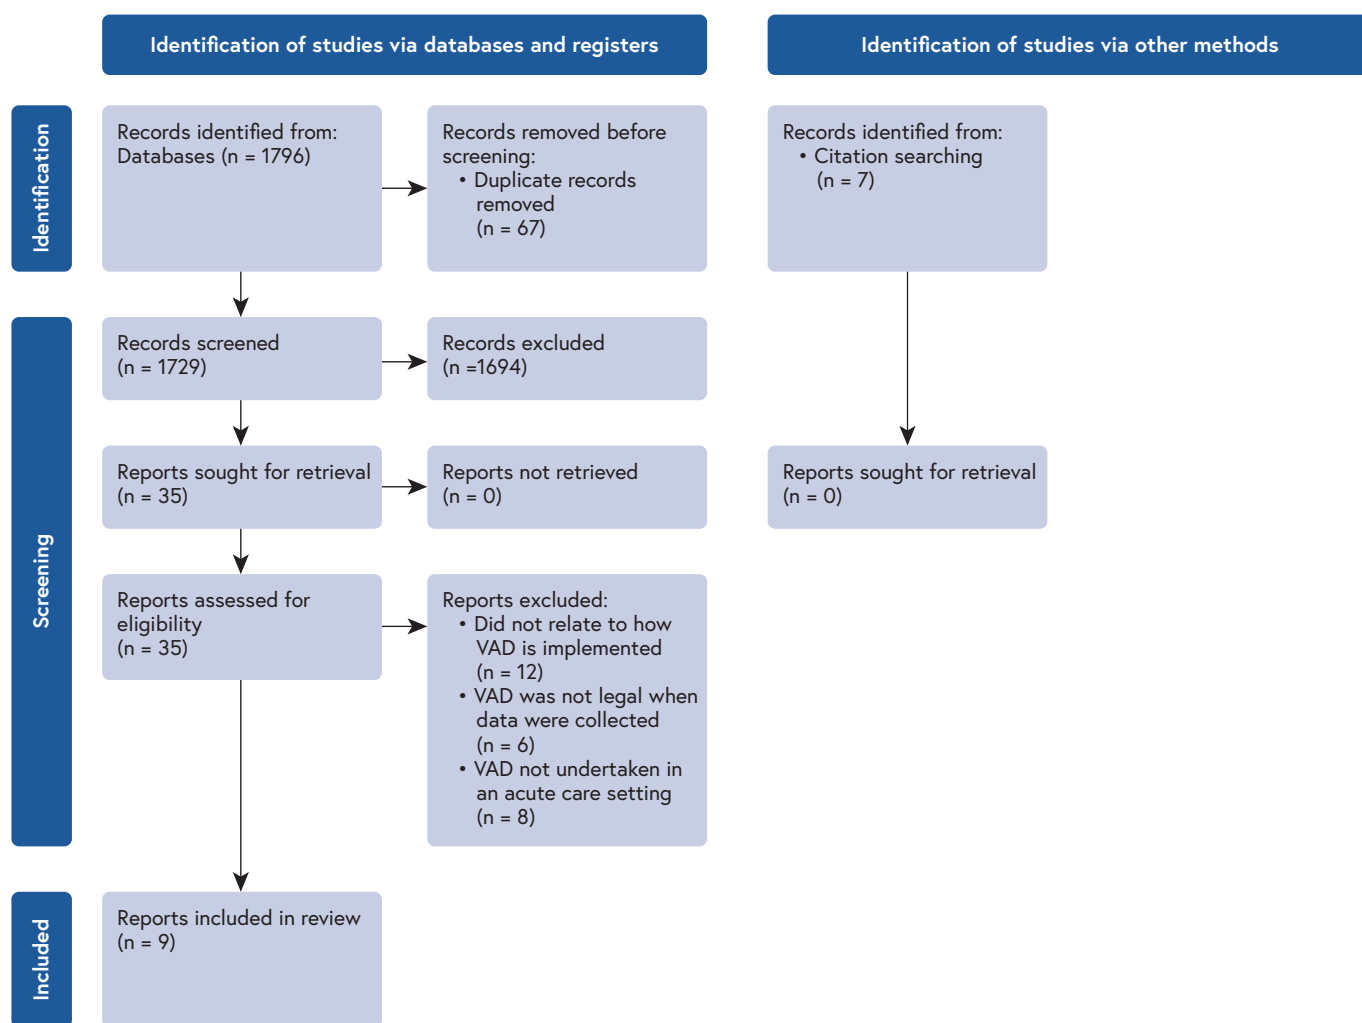 Identification of studies via databases and registers
Identification of studies via other methods
Identification
Records identified from:
Databases (n = 1796)
Records removed before
screening:
• Duplicate records
removed
(n = 67)
Records identified from:
• Citation searching
(n = 7)
Screening
Records screened
(n = 1729)
Records excluded
(n =1694)
Reports sought for retrieval
(n = 35)
Reports not retrieved
(n = 0)
Reports sought for retrieval
(n = 0)
Reports assessed for
eligibility
(n = 35)
Reports excluded:
• Did not relate to how
VAD is implemented
(n = 12)
• VAD was not legal when
data were collected
(n = 6)
• VAD not undertaken in
an acute care setting
(n = 8)
Included
Reports included in review
(n = 9)